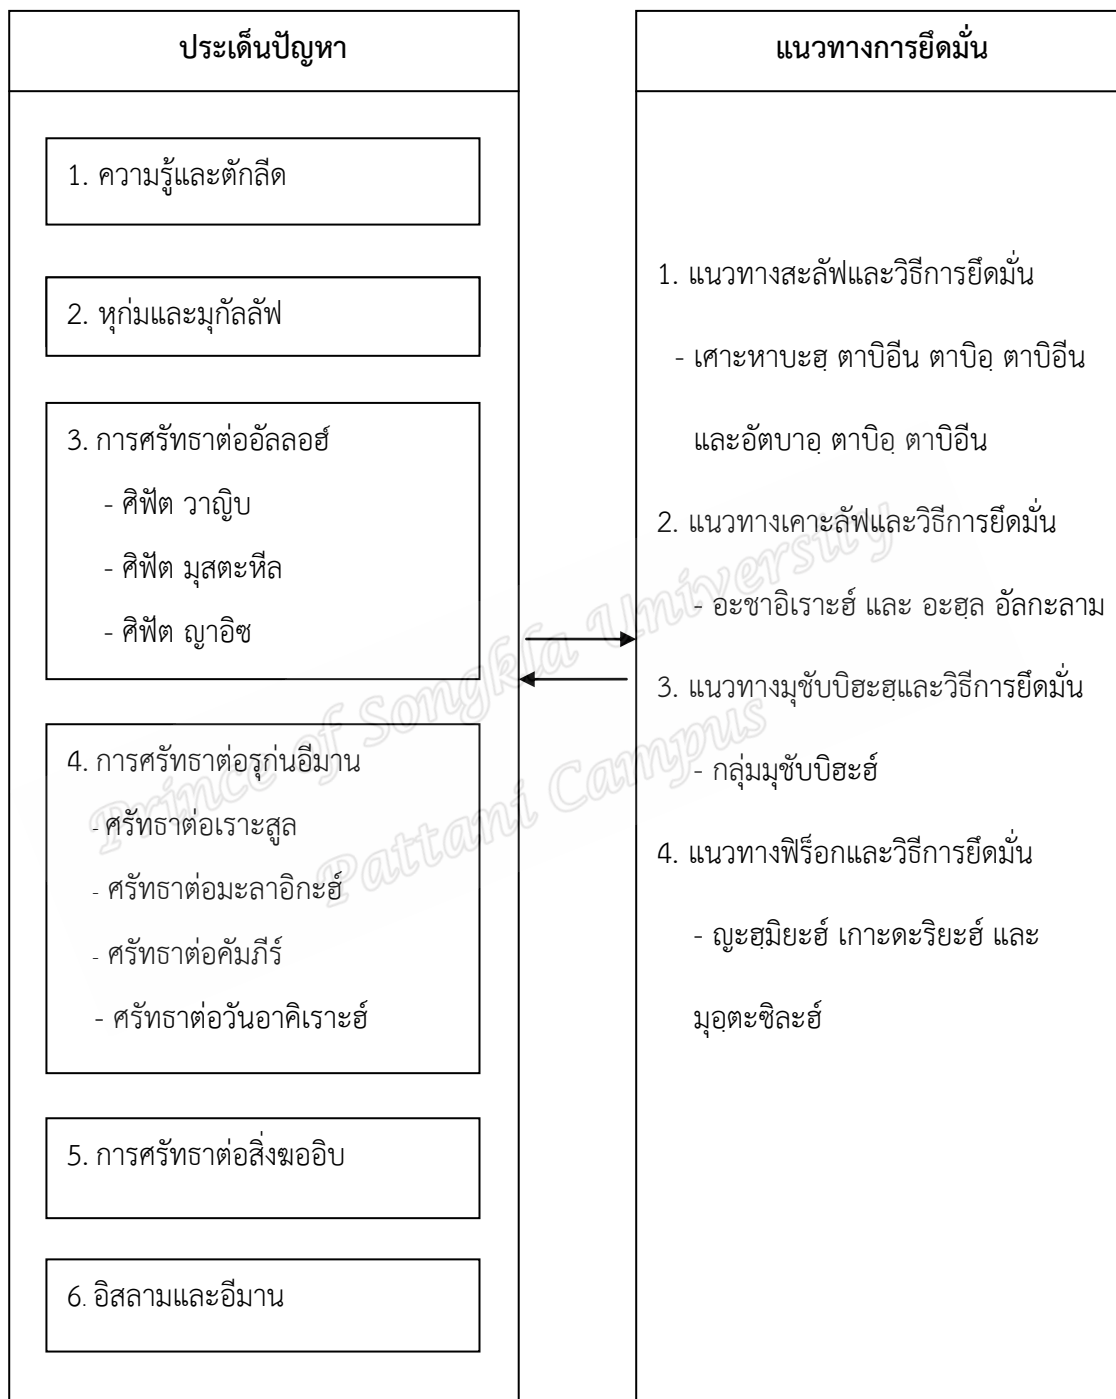 ประเด็นปัญหา
1. ความรู้และตักลีด
2. หุก่มและมุกัลลัฟ
3. การศรัทธาต่ออัลลอฮ์
- ศิฟัต วาญิบ
- ศิฟัต มุสตะหีล
- ศิฟัต ญาอิซ
4. การศรัทธาต่อรุก่นอีมาน
- ศรัทธาต่อเราะสูล
- ศรัทธาต่อมะลาอิกะฮ์
- ศรัทธาต่อคัมภีร์
- ศรัทธาต่อวันอาคิเราะฮ์
5. การศรัทธาต่อสิ่งฆออิบ
6. อิสลามและอีมาน
แนวทางการยึดมั่น
1. แนวทางสะลัฟและวิธีการยึดมั่น
- เศาะหาบะฮฺ ตาบิอีน ตาบิอฺ ตาบิอีน
และอัตบาอฺ ตาบิอฺ ตาบิอีน
2. แนวทางเคาะลัฟและวิธีการยึดมั่น
- อะชาอิเราะฮ์ และ อะฮฺล อัลกะลาม
3. แนวทางมุชับบิฮะฮฺและวิธีการยึดมั่น
- กลุ่มมุชับบิฮะฮ์
4. แนวทางฟิร็อกและวิธีการยึดมั่น
- ญะฮฺมิยะฮ์ เกาะดะริยะฮ์ และ
มุอฺตะซิละฮ์
Prince of Songkla University
Pattani Campus